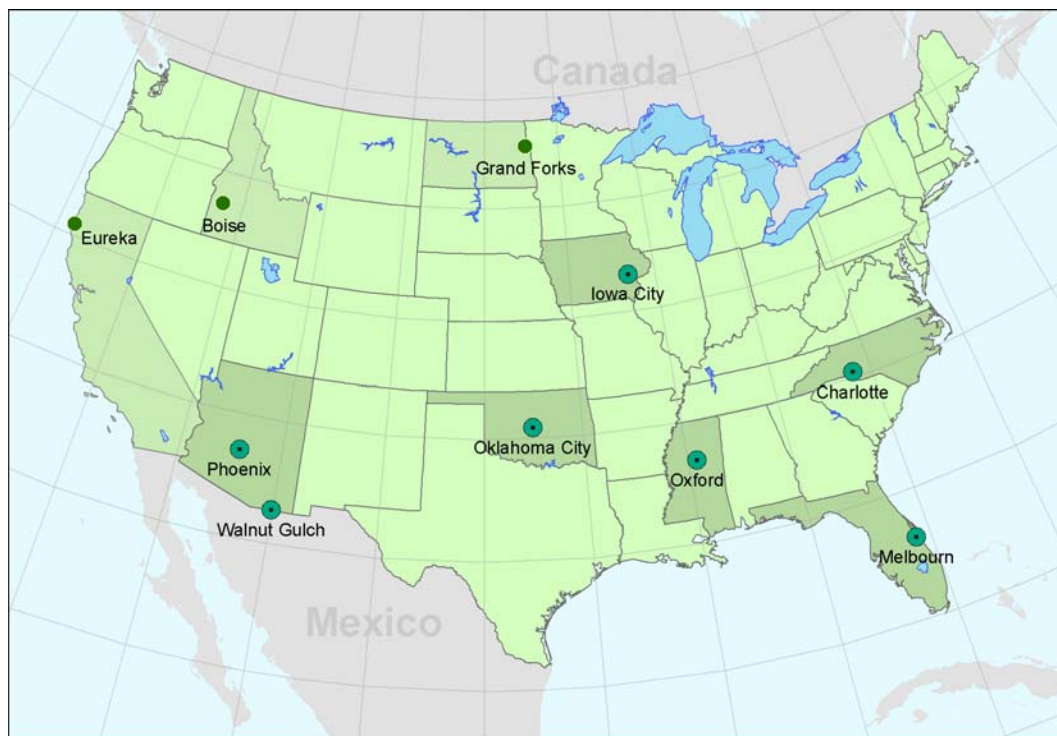 Canada
Grand Forks
Boise
Eureka
Iowa City
Charlotte
Oklahoma City
Phoenix
Oxford
Walnut Gulch
Melbourn
Mexico